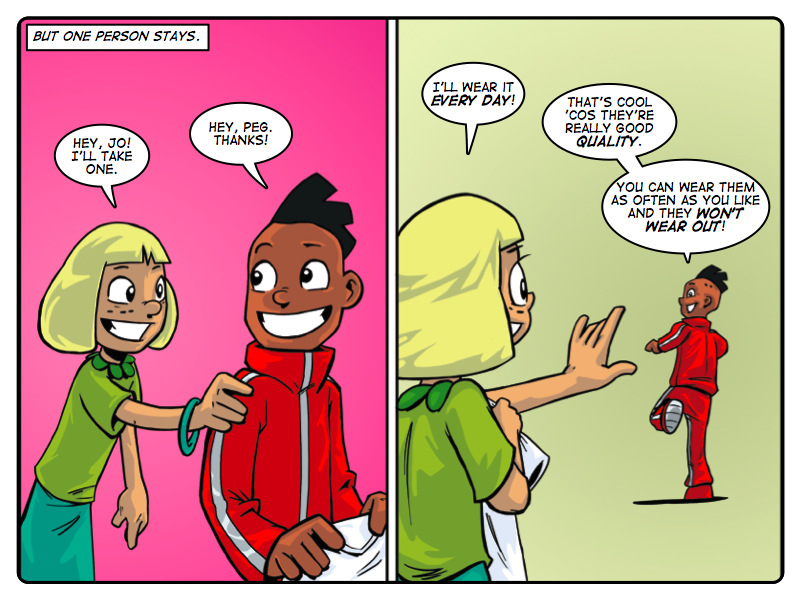 BUT ONE PERSON STAYS.
HEY, JO!
I'LL TAKE
ONE.
HEY, PEG.
THANKS!
I'LL WEAR IT
EVERY DAY!
THAT'S COOL
'COS THEY'RE
REALLY GOOD
QUALITY.
YOU CAN WEAR THEM
AS OFTEN AS YOU LIKE
AND THEY WON'T
WEAR OUT!